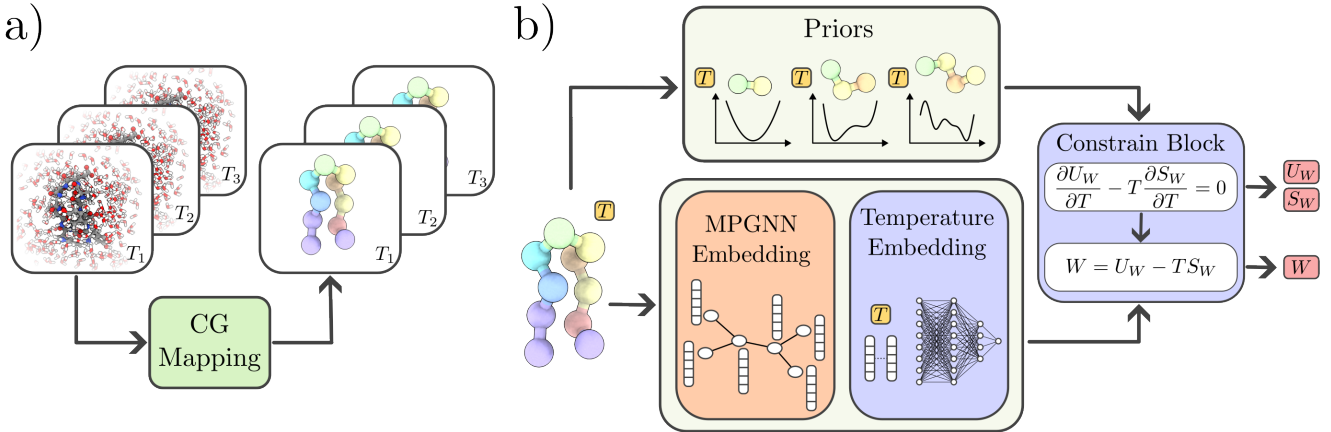 a)
T₃
T₂
T₁
CG
Mapping
T₃
T₂
T₁
b)
Priors
T
T
T
T
MPGNN
Embedding
Temperature
Embedding
T
Constrain Block
∂U_W/∂T − T ∂S_W/∂T = 0
W = U_W − TS_W
U_W
S_W
W